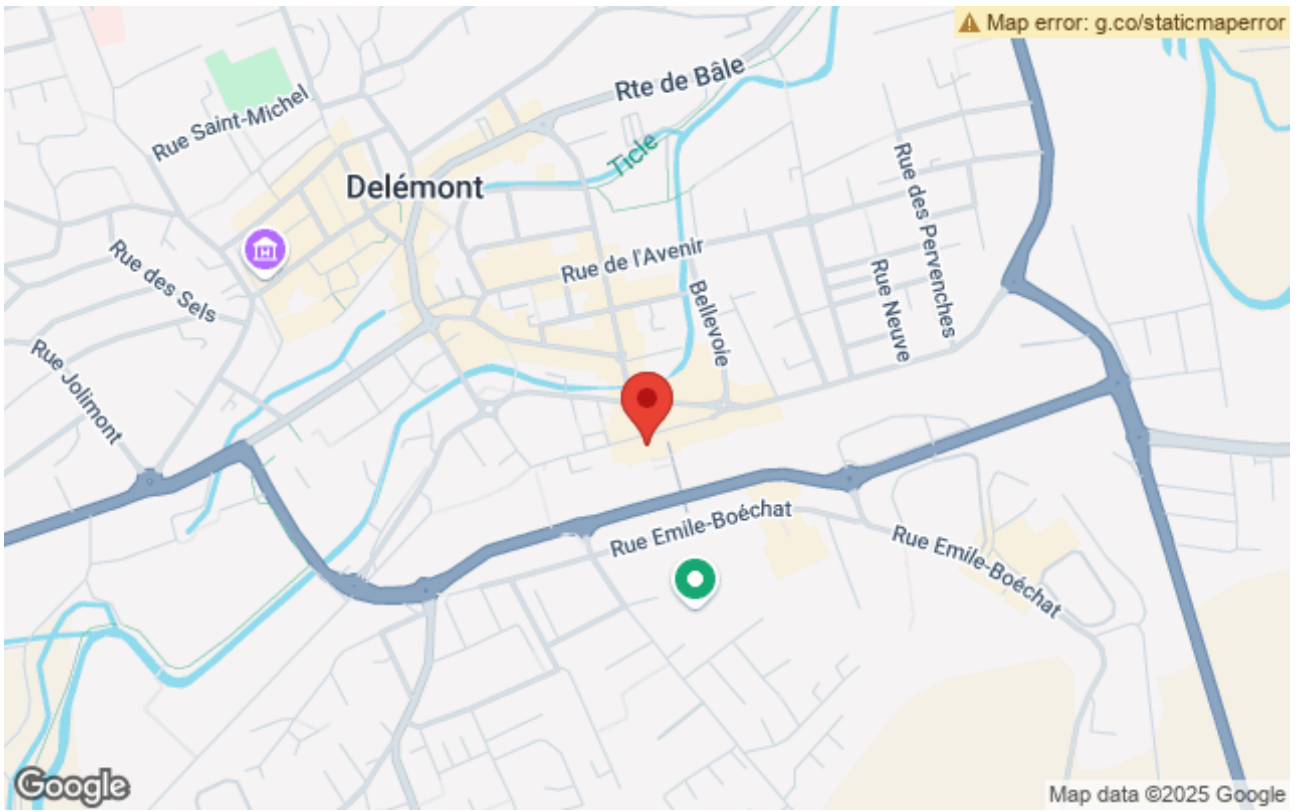 Map error: g.co/staticmaperror
Rte de Bâle
Rue Saint-Michel
Ticle
Delémont
Rue des Pervenches
Rue de l'Avenir
Rue des Sels
Bellevoie
Rue Neuve
Rue Jolimont
Rue Emile-Boéchat
Rue Emile-Boéchat
Google
Map data ©2025 Google